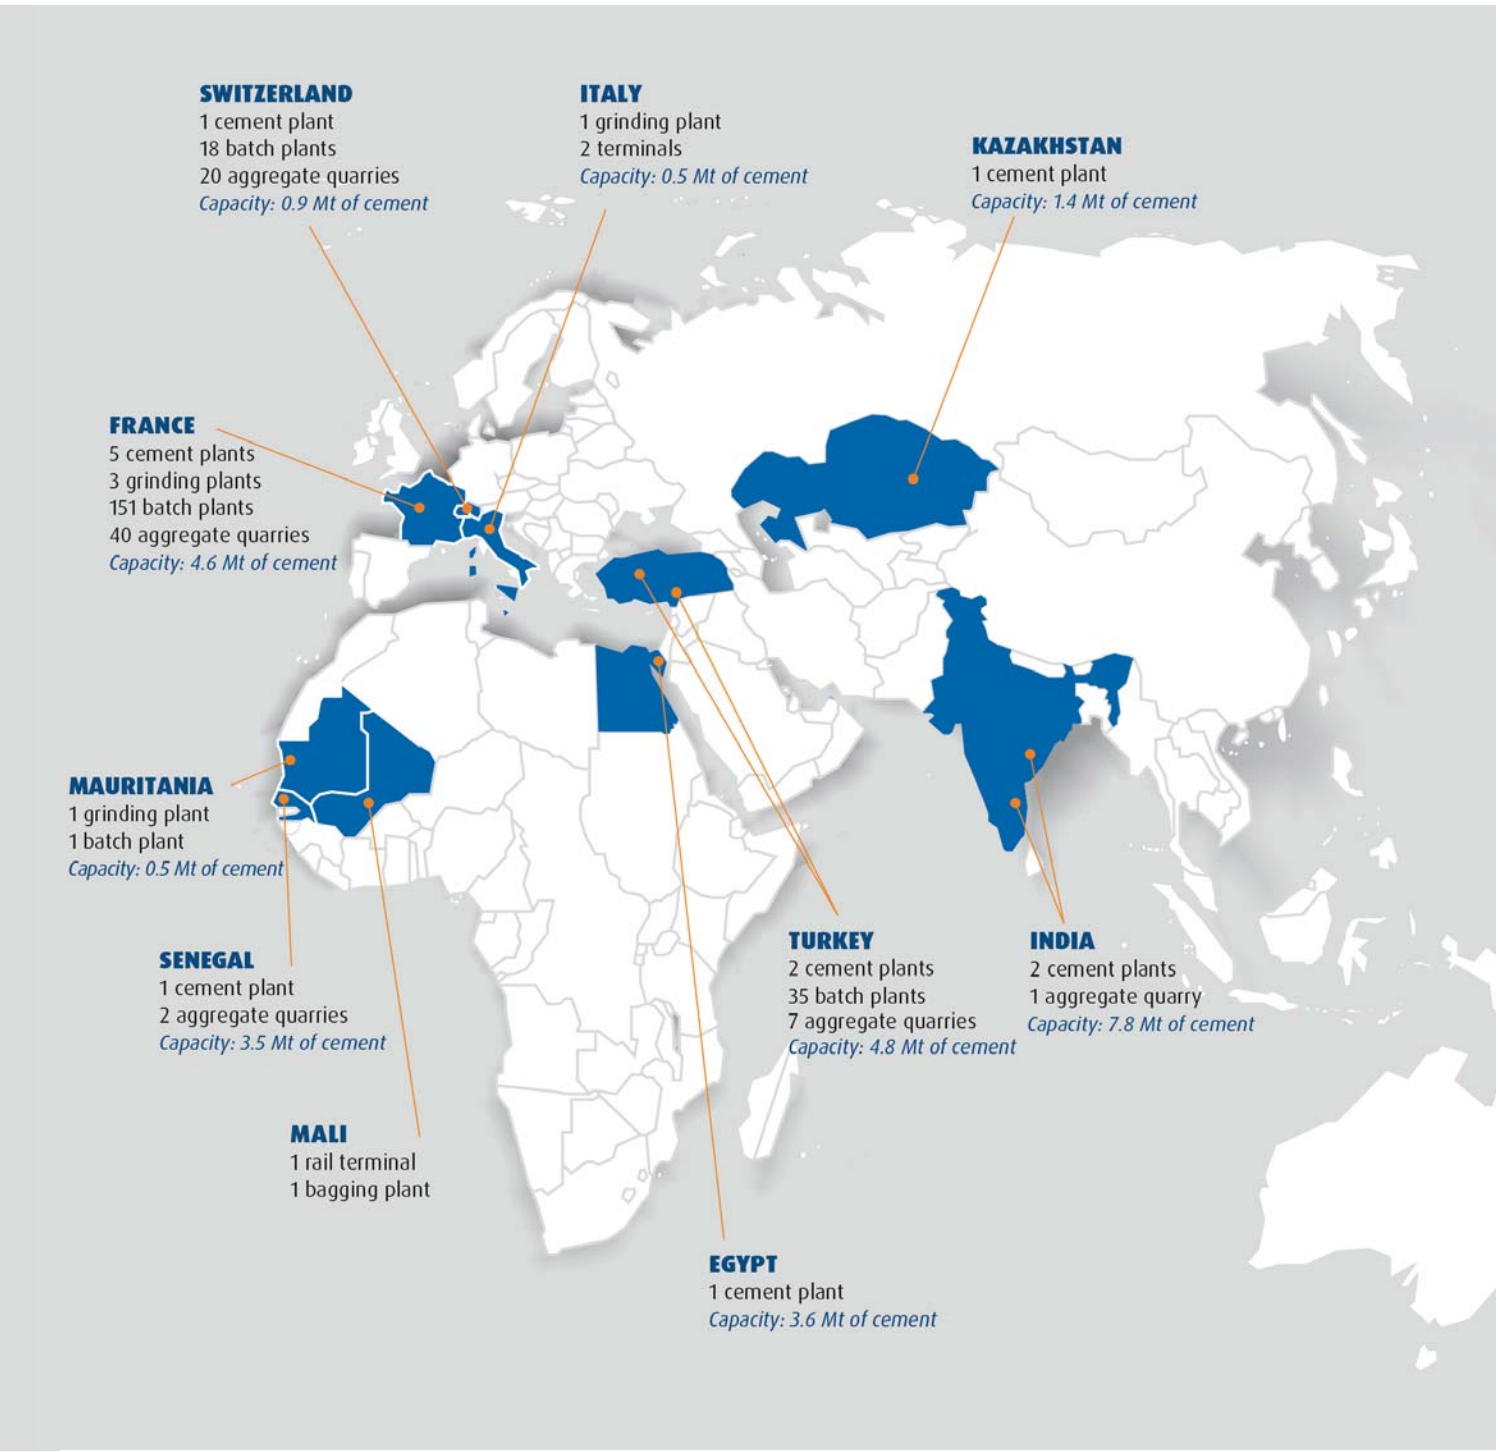 SWITZERLAND
1 cement plant
18 batch plants
20 aggregate quarries
Capacity: 0.9 Mt of cement
ITALY
1 grinding plant
2 terminals
Capacity: 0.5 Mt of cement
KAZAKHSTAN
1 cement plant
Capacity: 1.4 Mt of cement
FRANCE
5 cement plants
3 grinding plants
151 batch plants
40 aggregate quarries
Capacity: 4.6 Mt of cement
MAURITANIA
1 grinding plant
1 batch plant
Capacity: 0.5 Mt of cement
SENEGAL
1 cement plant
2 aggregate quarries
Capacity: 3.5 Mt of cement
MALI
1 rail terminal
1 bagging plant
TURKEY
2 cement plants
35 batch plants
7 aggregate quarries
Capacity: 4.8 Mt of cement
INDIA
2 cement plants
1 aggregate quarry
Capacity: 7.8 Mt of cement
EGYPT
1 cement plant
Capacity: 3.6 Mt of cement